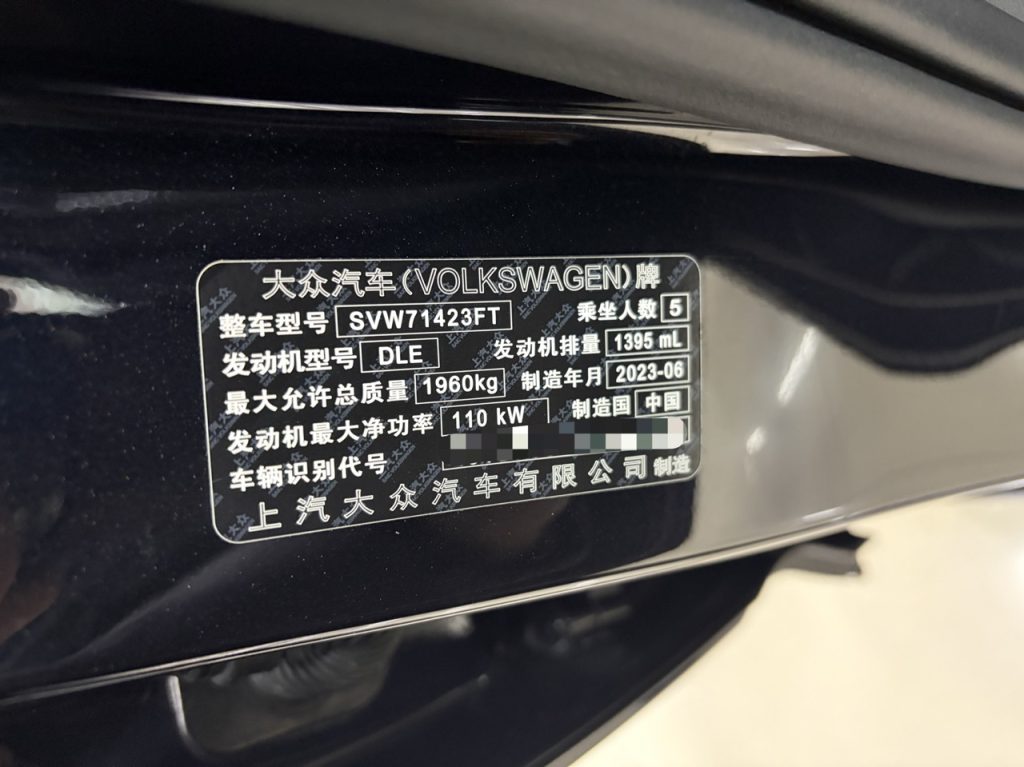 大众汽车(VOLKSWAGEN)牌
整车型号 SVW71423FT 乘坐人数 5
发动机型号 DLE 发动机排量 1395 mL
最大允许总质量 1960kg 制造年月 2023-06
发动机最大净功率 110 kW 制造国 中国
车辆识别代号
上汽大众汽车有限公司制造